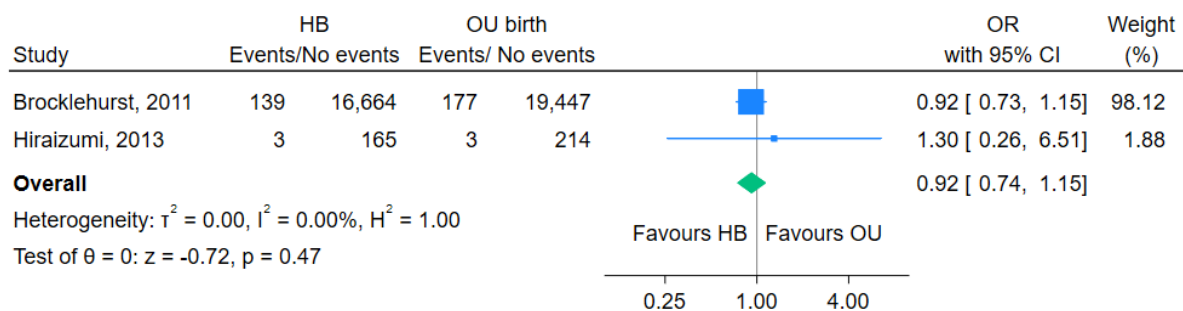 HB OU birth OR Weight
Study Events/No events Events/ No events with 95% CI (%)
Brocklehurst, 2011 139 16,664 177 19,447 0.92 [ 0.73, 1.15] 98.12
Hiraizumi, 2013 3 165 3 214 1.30 [ 0.26, 6.51] 1.88
Overall 0.92 [ 0.74, 1.15]
Heterogeneity: τ² = 0.00, I² = 0.00%, H² = 1.00
Favours HB Favours OU
Test of θ = 0: z = -0.72, p = 0.47
0.25 1.00 4.00